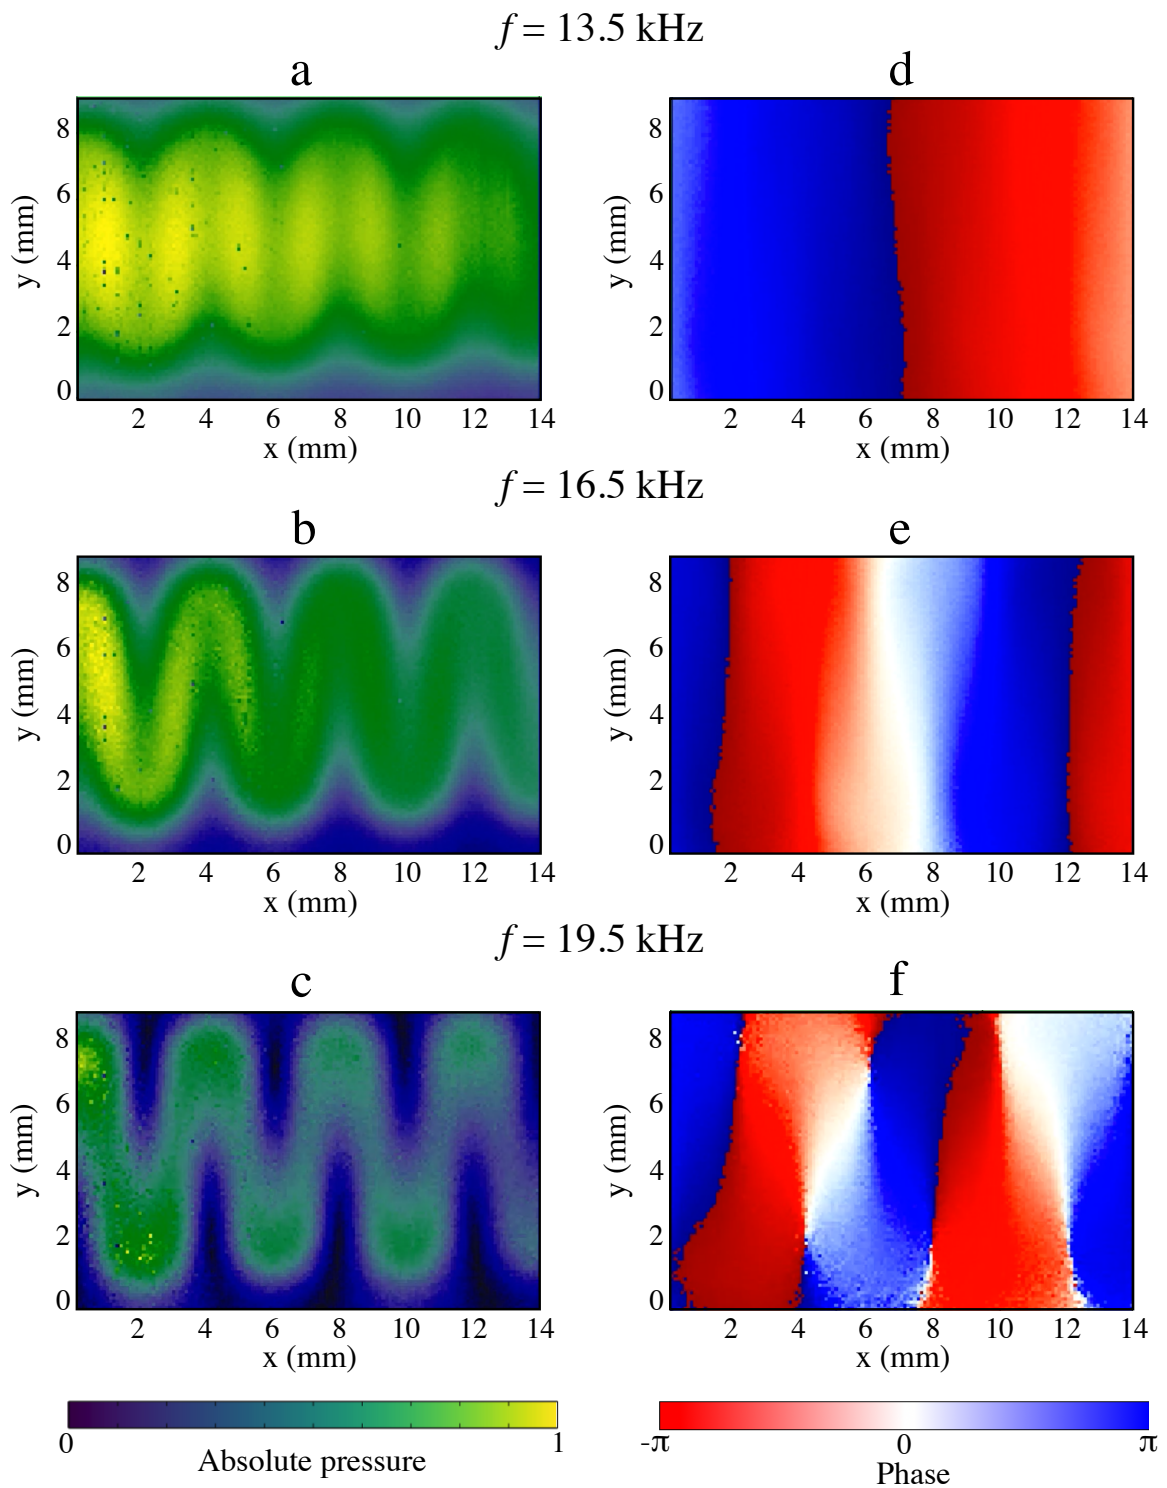 f = 13.5 kHz
a
d
8
6
4
2
0
y (mm)
2 4 6 8 10 12 14
x (mm)
8
6
4
2
0
y (mm)
2 4 6 8 10 12 14
x (mm)
f = 16.5 kHz
b
e
8
6
4
2
0
y (mm)
2 4 6 8 10 12 14
x (mm)
8
6
4
2
0
y (mm)
2 4 6 8 10 12 14
x (mm)
f = 19.5 kHz
c
f
8
6
4
2
0
y (mm)
2 4 6 8 10 12 14
x (mm)
8
6
4
2
0
y (mm)
2 4 6 8 10 12 14
x (mm)
0 1
Absolute pressure
-π 0 π
Phase